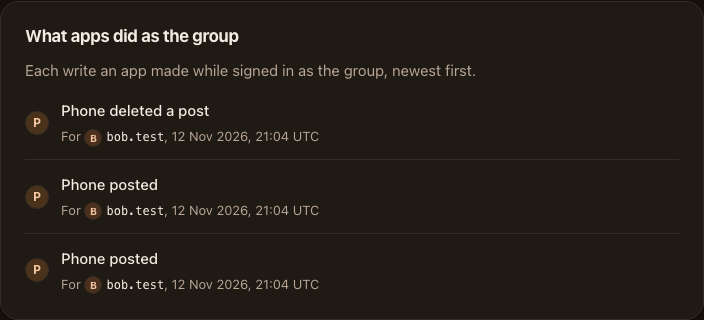 What apps did as the group
Each write an app made while signed in as the group, newest first.
P
Phone deleted a post
For B bob.test, 12 Nov 2026, 21:04 UTC
P
Phone posted
For B bob.test, 12 Nov 2026, 21:04 UTC
P
Phone posted
For B bob.test, 12 Nov 2026, 21:04 UTC